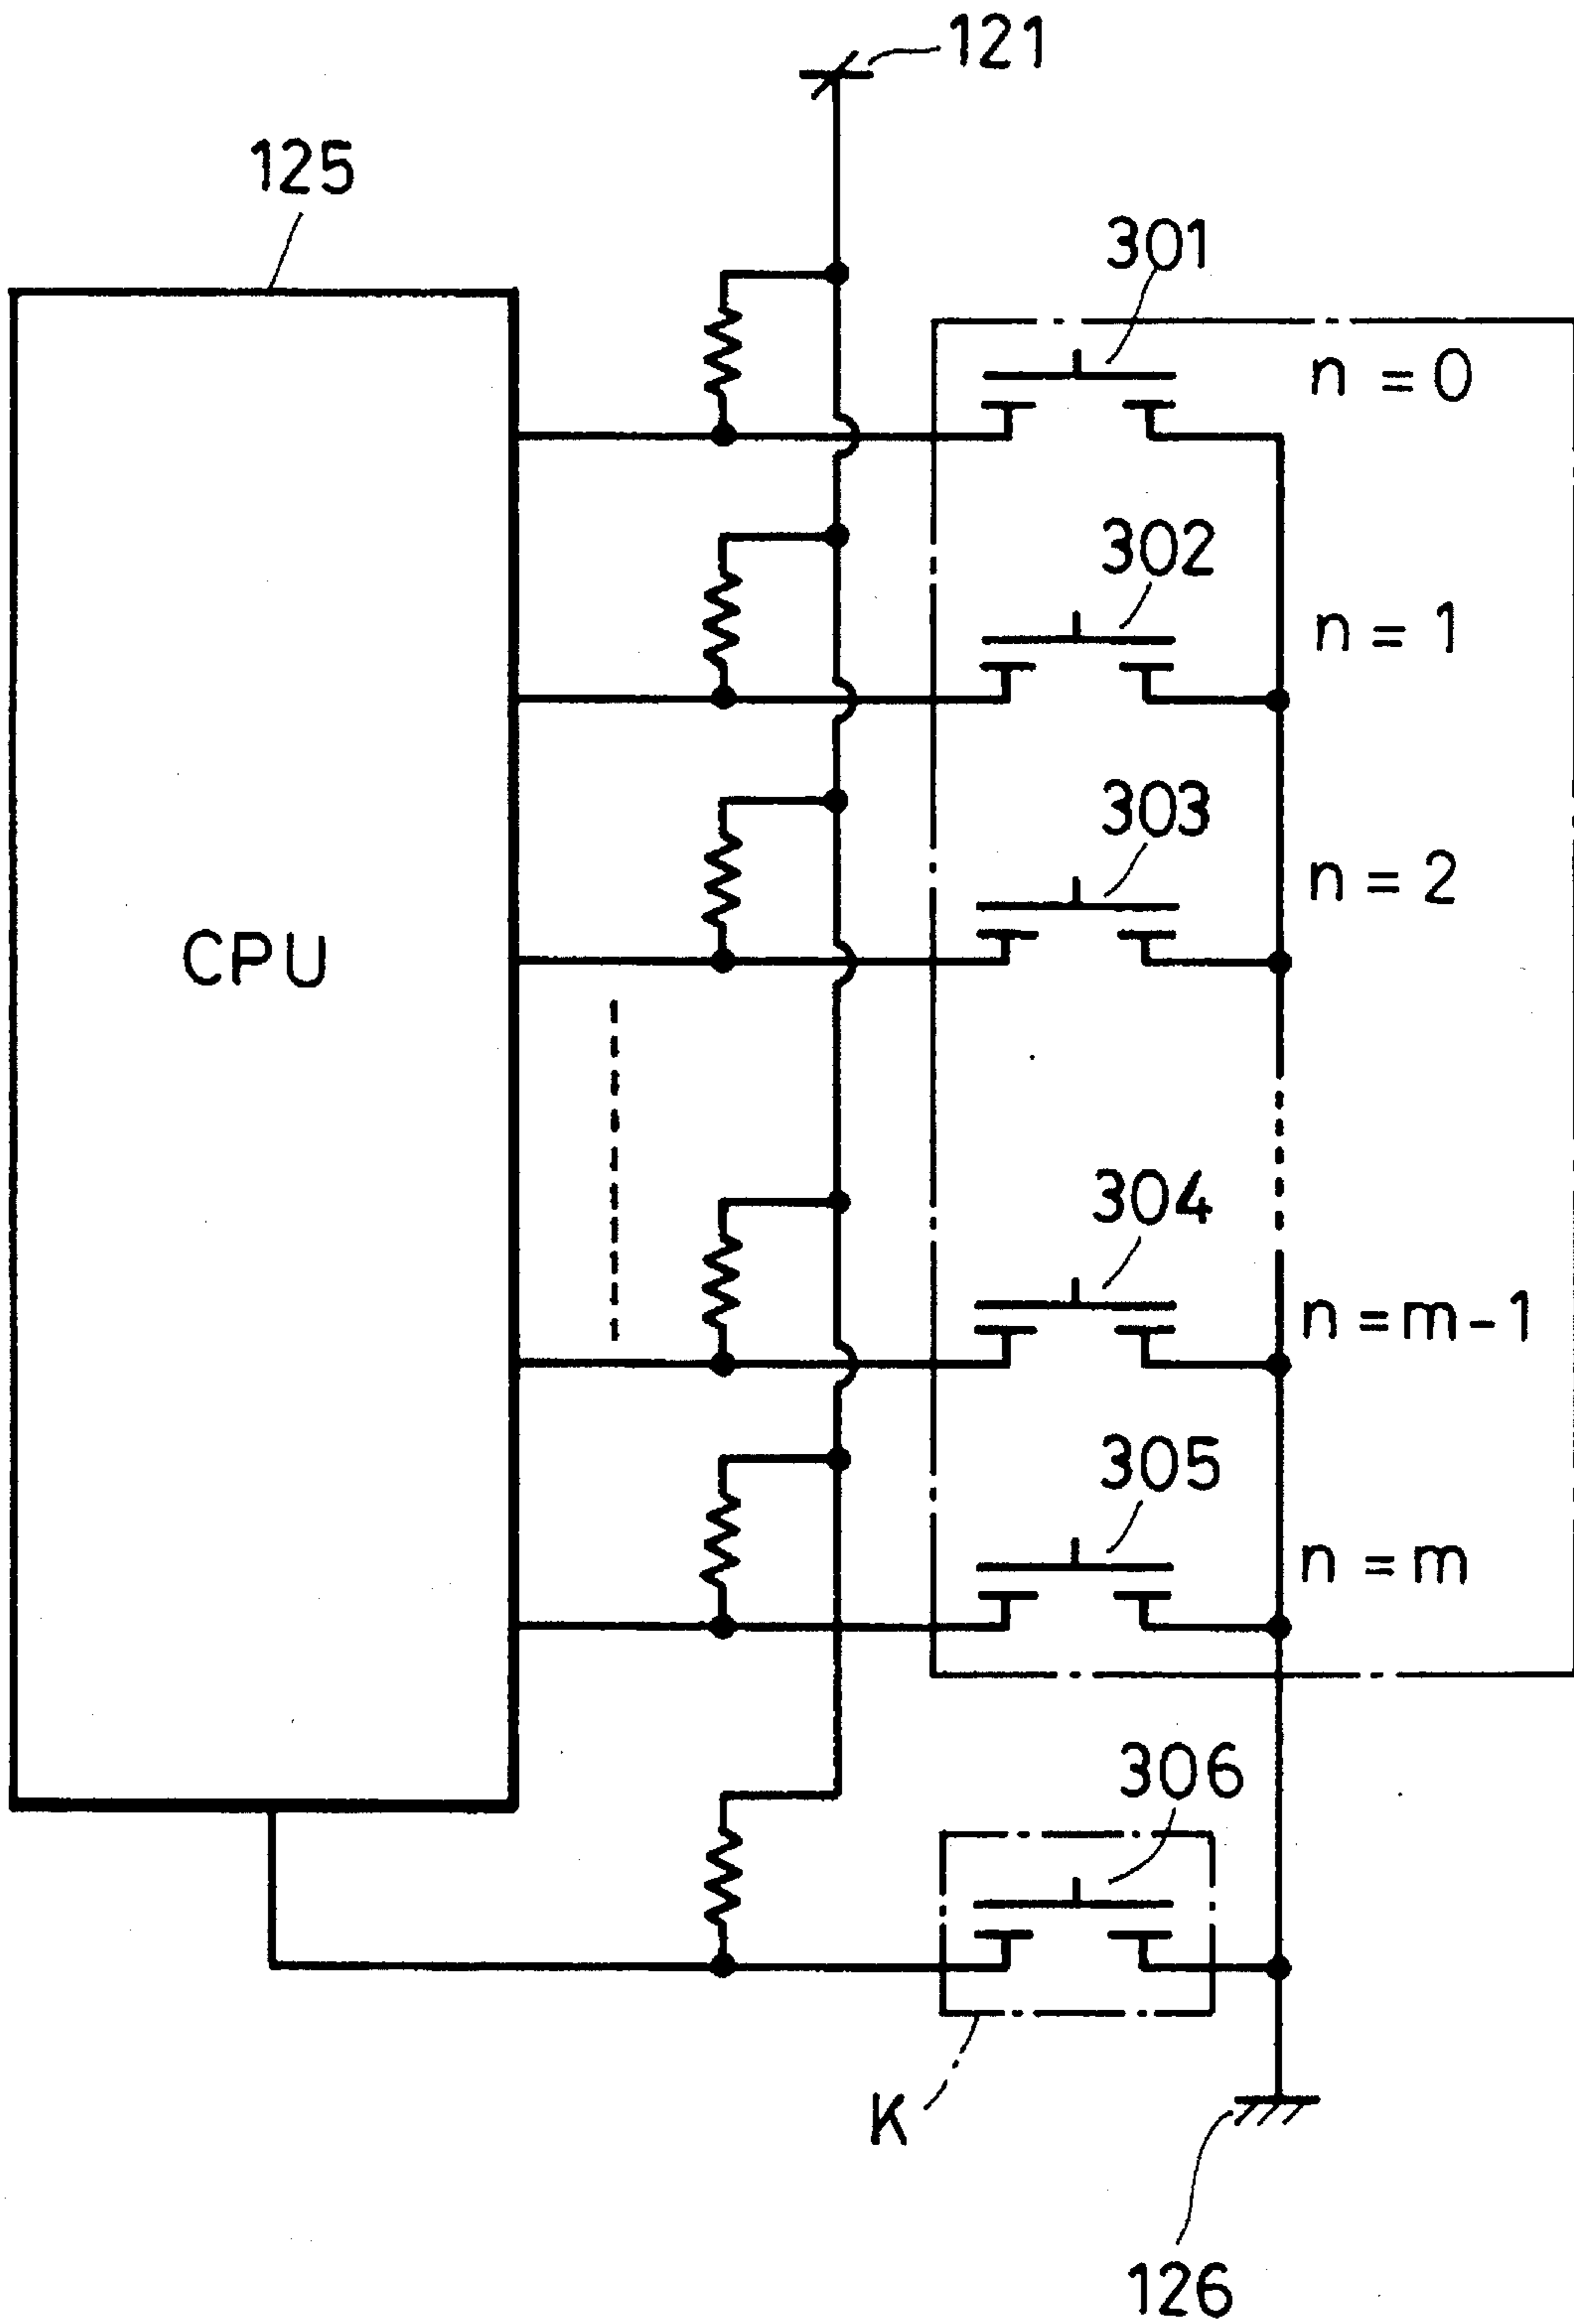 121
125
301
n = 0
302
n = 1
303
n = 2
CPU
304
n = m - 1
305
n = m
306
K
126